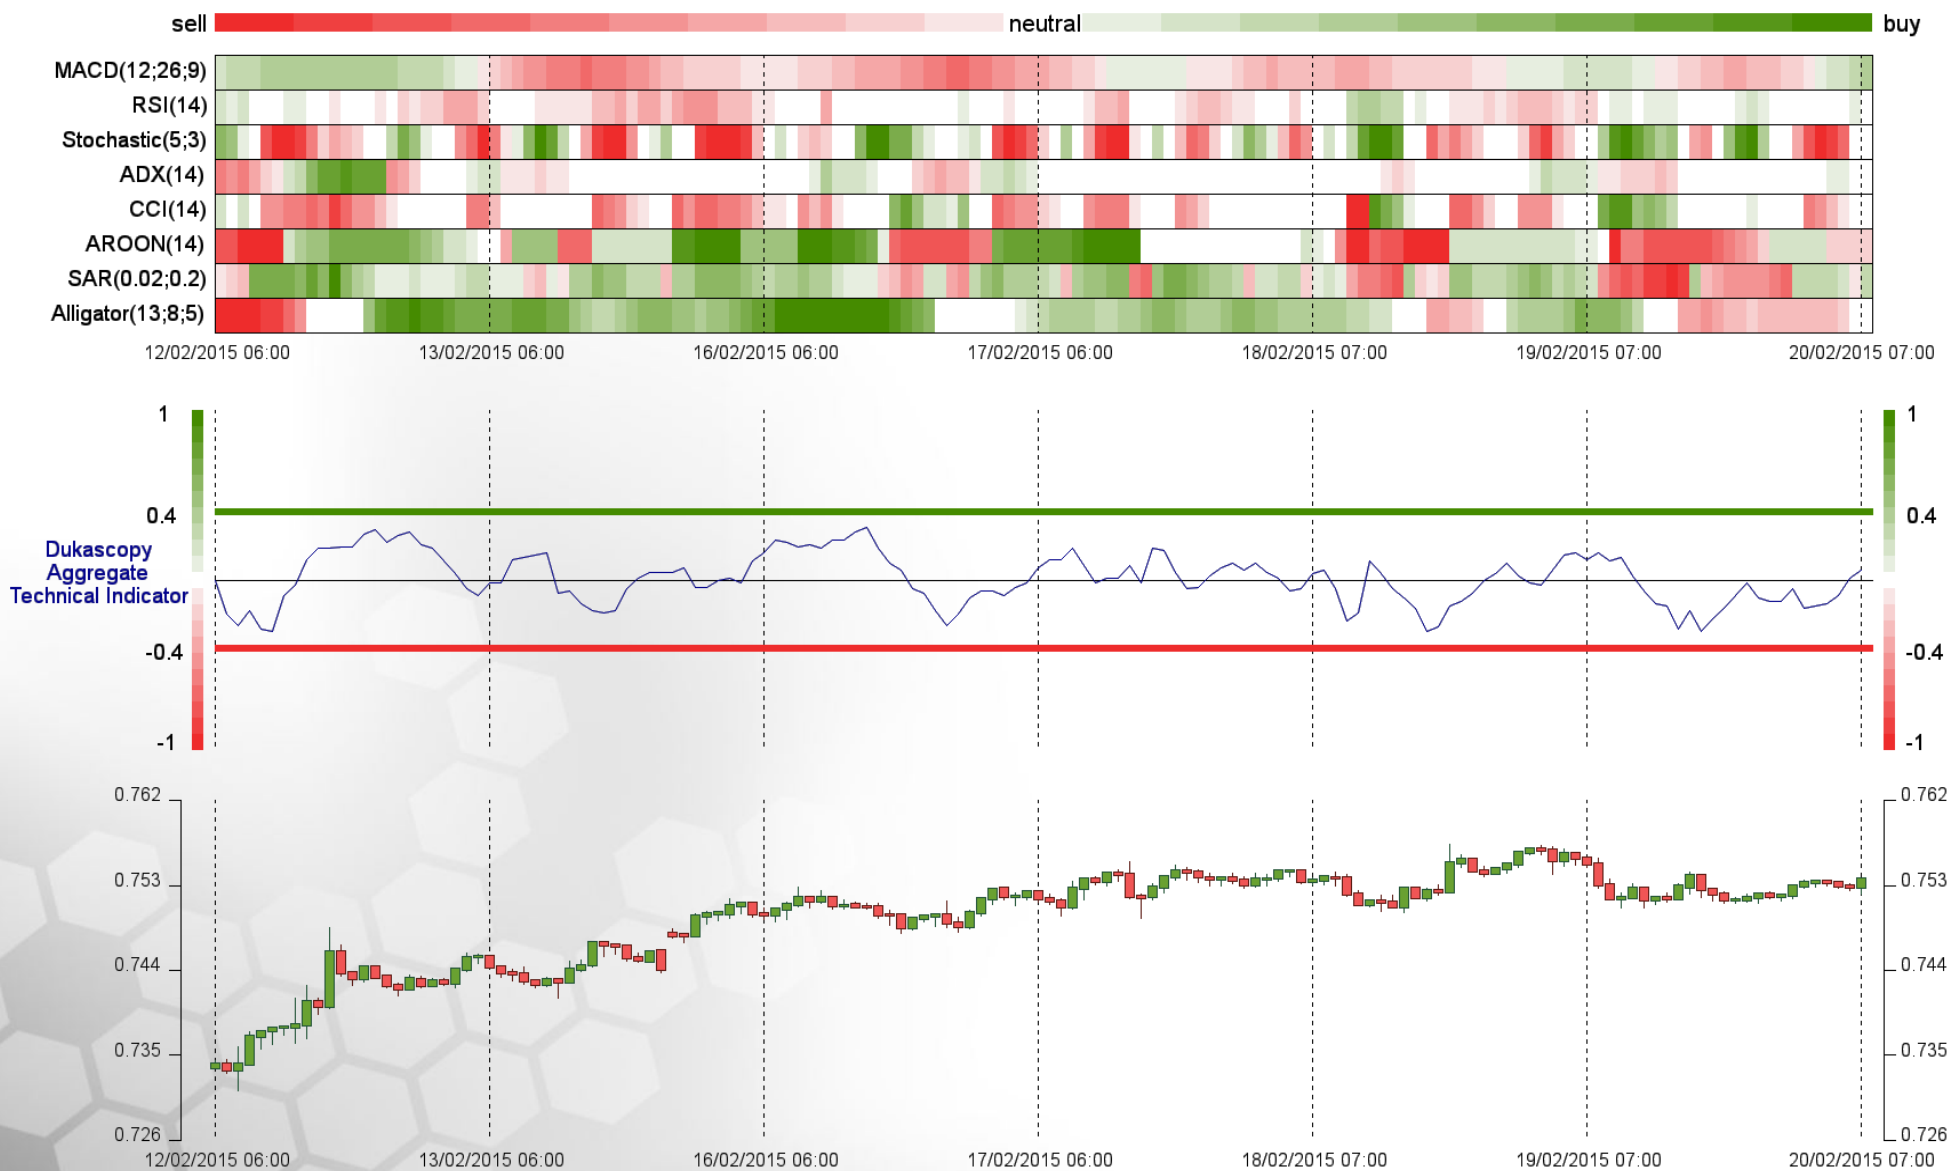 sell neutral buy
MACD(12;26;9)
RSI(14)
Stochastic(5;3)
ADX(14)
CCI(14)
AROON(14)
SAR(0.02;0.2)
Alligator(13;8;5)
12/02/2015 06:00 13/02/2015 06:00 16/02/2015 06:00 17/02/2015 06:00 18/02/2015 07:00 19/02/2015 07:00 20/02/2015 07:00
1 1
0.4 0.4
Dukascopy
Aggregate
Technical Indicator
-0.4 -0.4
-1 -1
0.762 0.762
0.753 0.753
0.744 0.744
0.735 0.735
0.726 0.726
12/02/2015 06:00 13/02/2015 06:00 16/02/2015 06:00 17/02/2015 06:00 18/02/2015 07:00 19/02/2015 07:00 20/02/2015 07:00